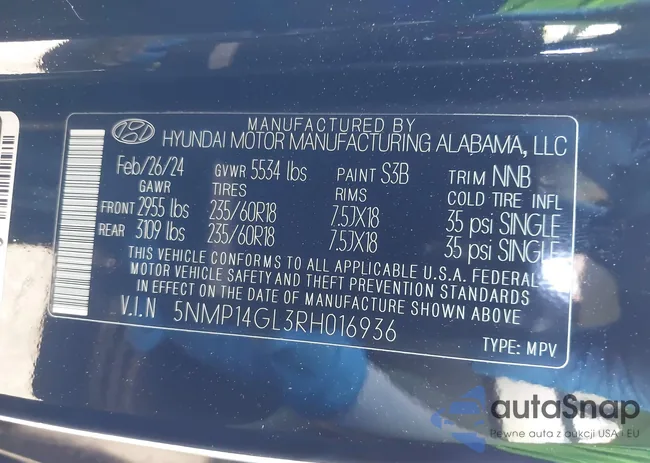 MANUFACTURED BY
HYUNDAI MOTOR MANUFACTURING ALABAMA, LLC
Feb/26/24 GVWR 5534 lbs PAINT S3B TRIM NNB
GAWR TIRES RIMS COLD TIRE INFL
FRONT 2955 lbs 235/60R18 7.5JX18 35 psi SINGLE
REAR 3109 lbs 235/60R18 7.5JX18 35 psi SINGLE
THIS VEHICLE CONFORMS TO ALL APPLICABLE U.S.A. FEDERAL
MOTOR VEHICLE SAFETY AND THEFT PREVENTION STANDARDS
IN EFFECT ON THE DATE OF MANUFACTURE SHOWN ABOVE
V.I.N 5NMP14GL3RH016936
TYPE: MPV
autoSnap
Pewne auta z aukcji USA i EU